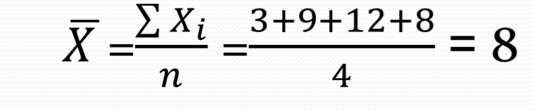 X̅ = ∑ Xᵢ / n = 3+9+12+8 / 4 = 8